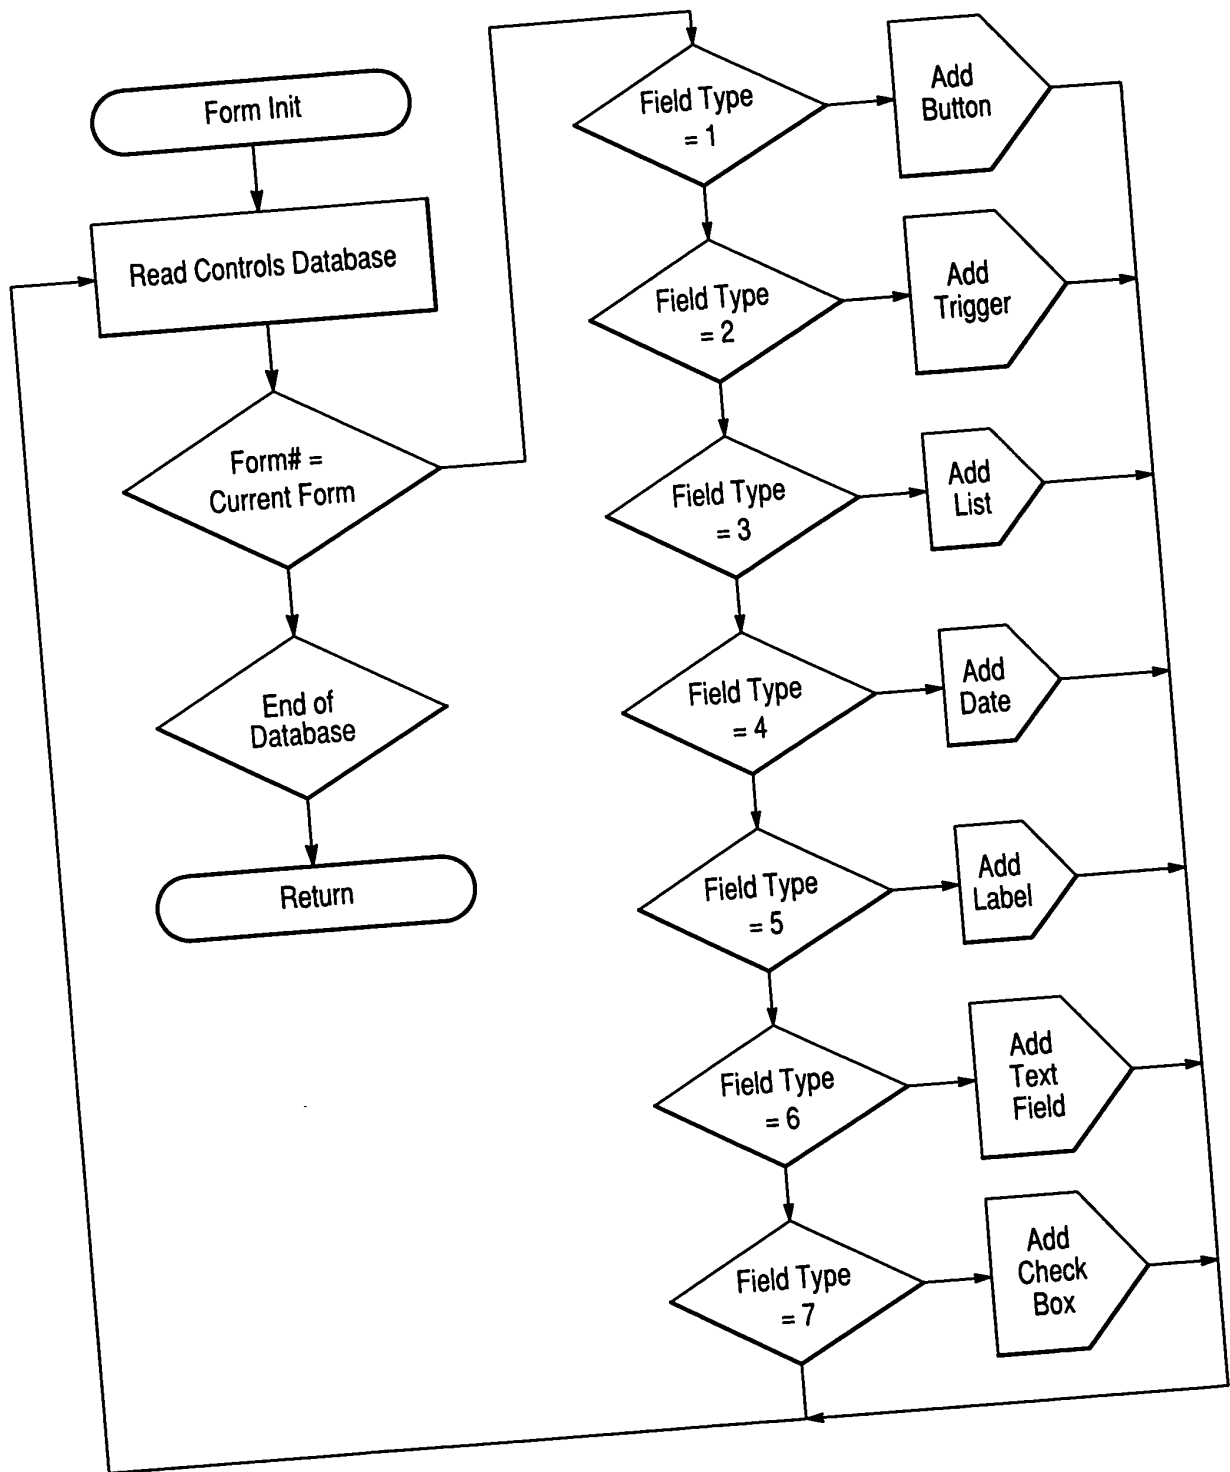 Form Init
Read Controls Database
Form# =
Current Form
End of
Database
Return
Field Type
= 1
Add
Button
Field Type
= 2
Add
Trigger
Field Type
= 3
Add
List
Field Type
= 4
Add
Date
Field Type
= 5
Add
Label
Field Type
= 6
Add
Text
Field
Field Type
= 7
Add
Check
Box